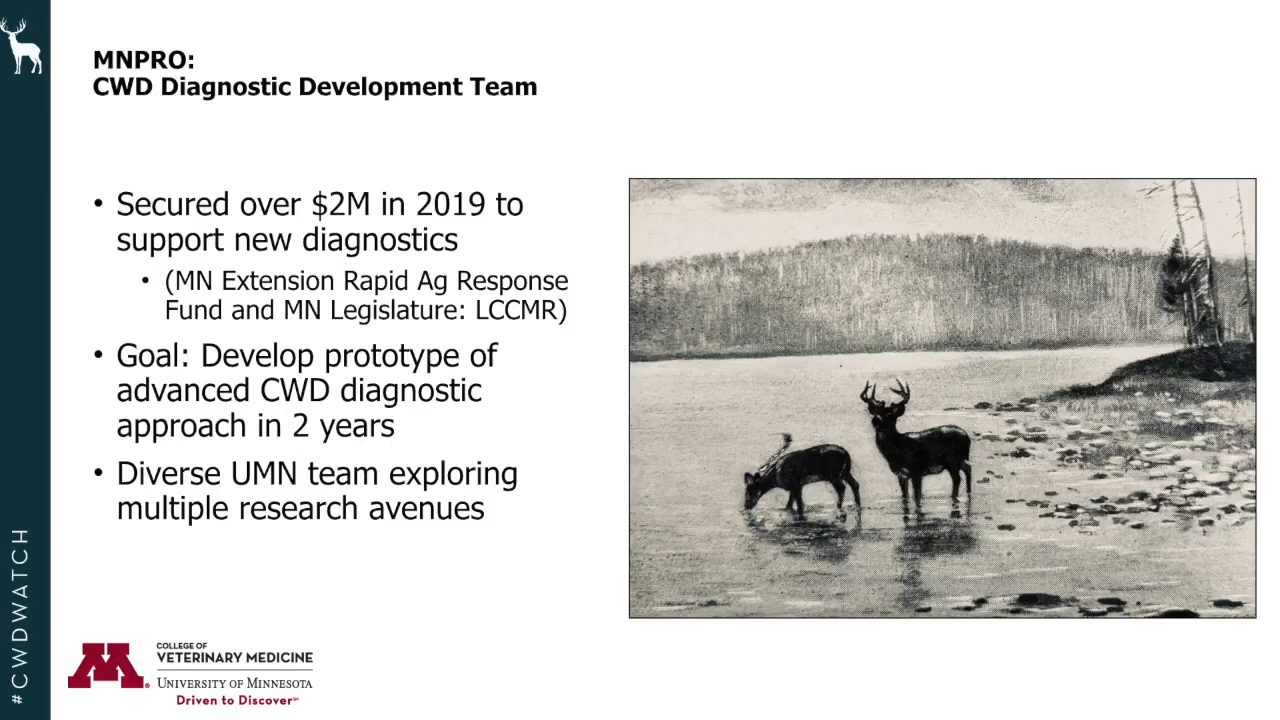 MNPRO:
CWD Diagnostic Development Team
• Secured over $2M in 2019 to
support new diagnostics
• (MN Extension Rapid Ag Response
Fund and MN Legislature: LCCMR)
• Goal: Develop prototype of
advanced CWD diagnostic
approach in 2 years
• Diverse UMN team exploring
multiple research avenues
#CWDWATCH
M
COLLEGE OF
VETERINARY MEDICINE
UNIVERSITY OF MINNESOTA
Driven to Discover℠